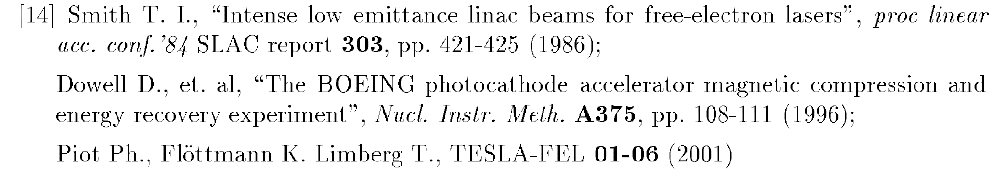 [14] Smith T. I., “Intense low emittance linac beams for free-electron lasers”, proc linear
acc. conf. ’84 SLAC report 303, pp. 421-425 (1986);
Dowell D., et. al, “The BOEING photocathode accelerator magnetic compression and
energy recovery experiment”, Nucl. Instr. Meth. A375, pp. 108-111 (1996);
Piot Ph., Flöttmann K. Limberg T., TESLA-FEL 01-06 (2001)